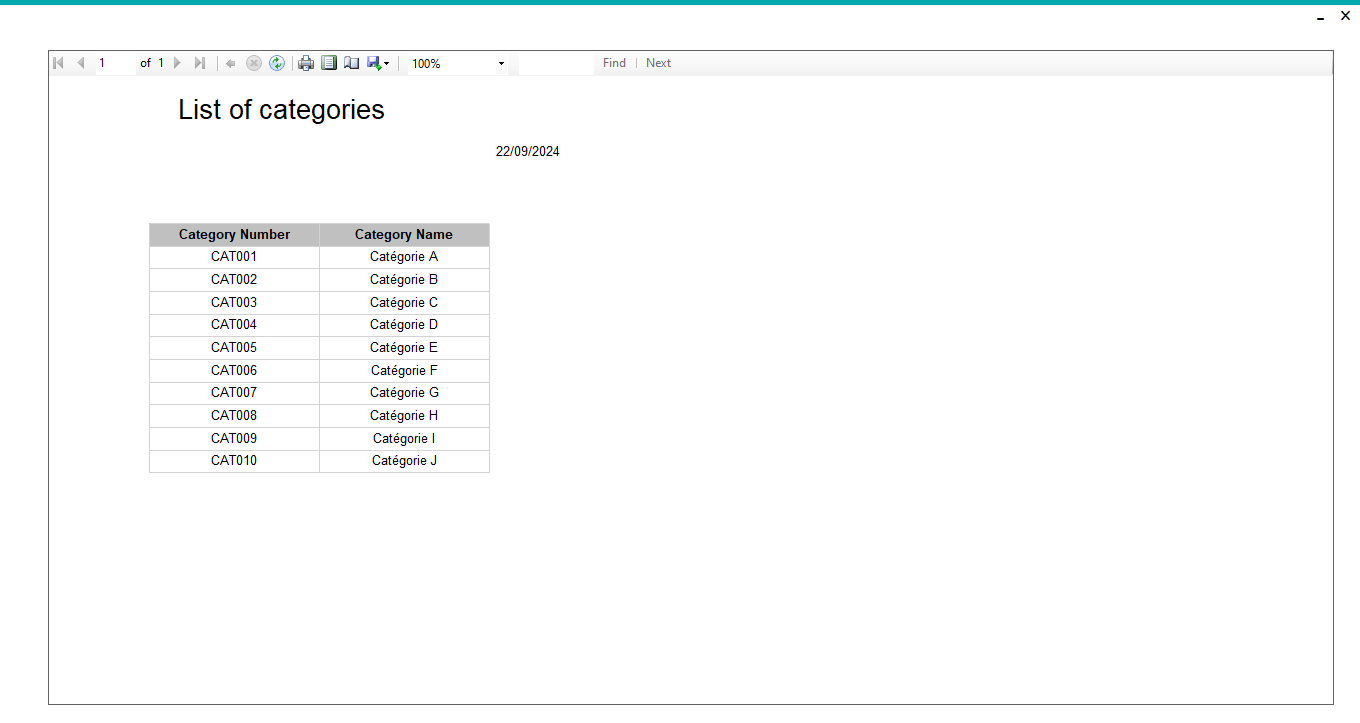 1 of 1 100% Find Next
List of categories
22/09/2024
Category Number Category Name
CAT001 Catégorie A
CAT002 Catégorie B
CAT003 Catégorie C
CAT004 Catégorie D
CAT005 Catégorie E
CAT006 Catégorie F
CAT007 Catégorie G
CAT008 Catégorie H
CAT009 Catégorie I
CAT010 Catégorie J